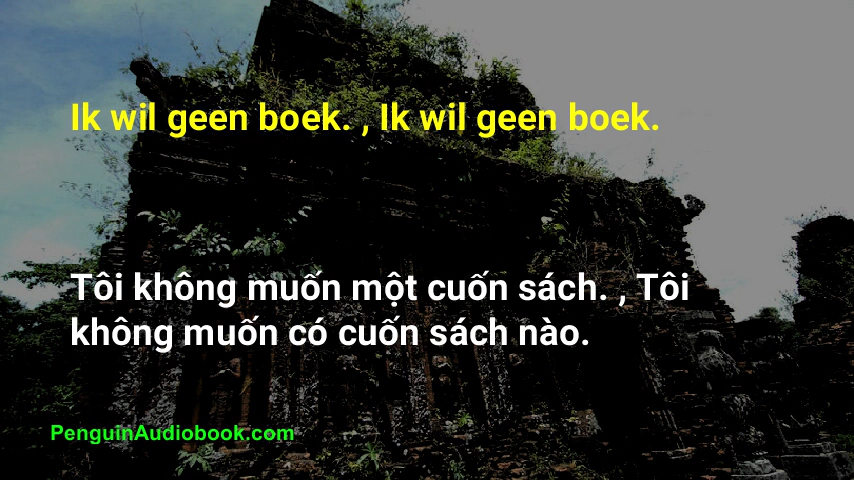 Ik wil geen boek. , Ik wil geen boek.
Tôi không muốn một cuốn sách. , Tôi
không muốn có cuốn sách nào.
PenguinAudiobook.com